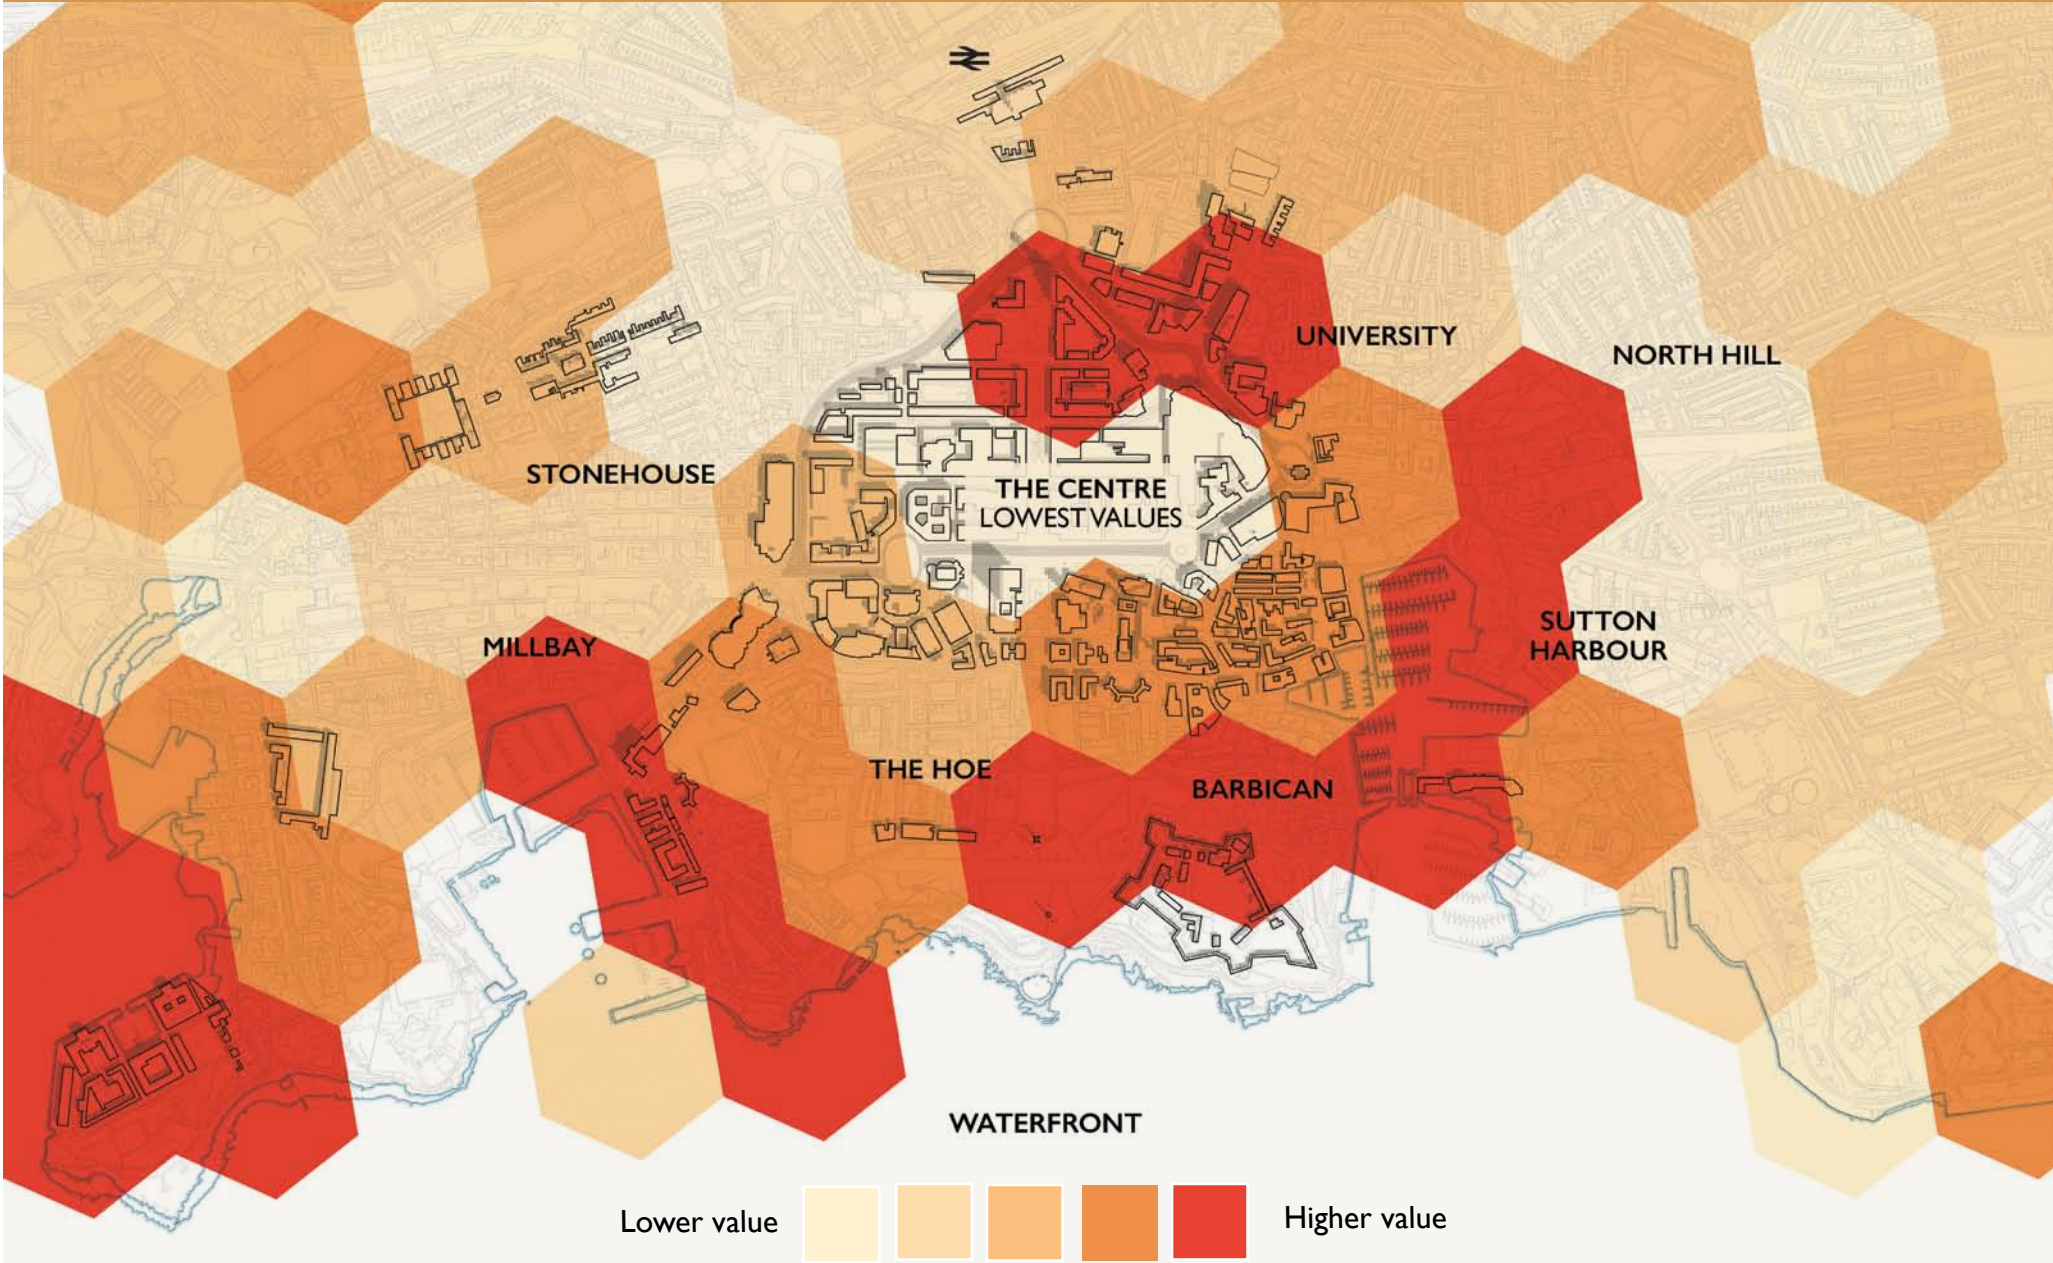 UNIVERSITY
NORTH HILL
STONEHOUSE
THE CENTRE
LOWEST VALUES
MILLBAY
SUTTON
HARBOUR
THE HOE
BARBICAN
WATERFRONT
Lower value
Higher value